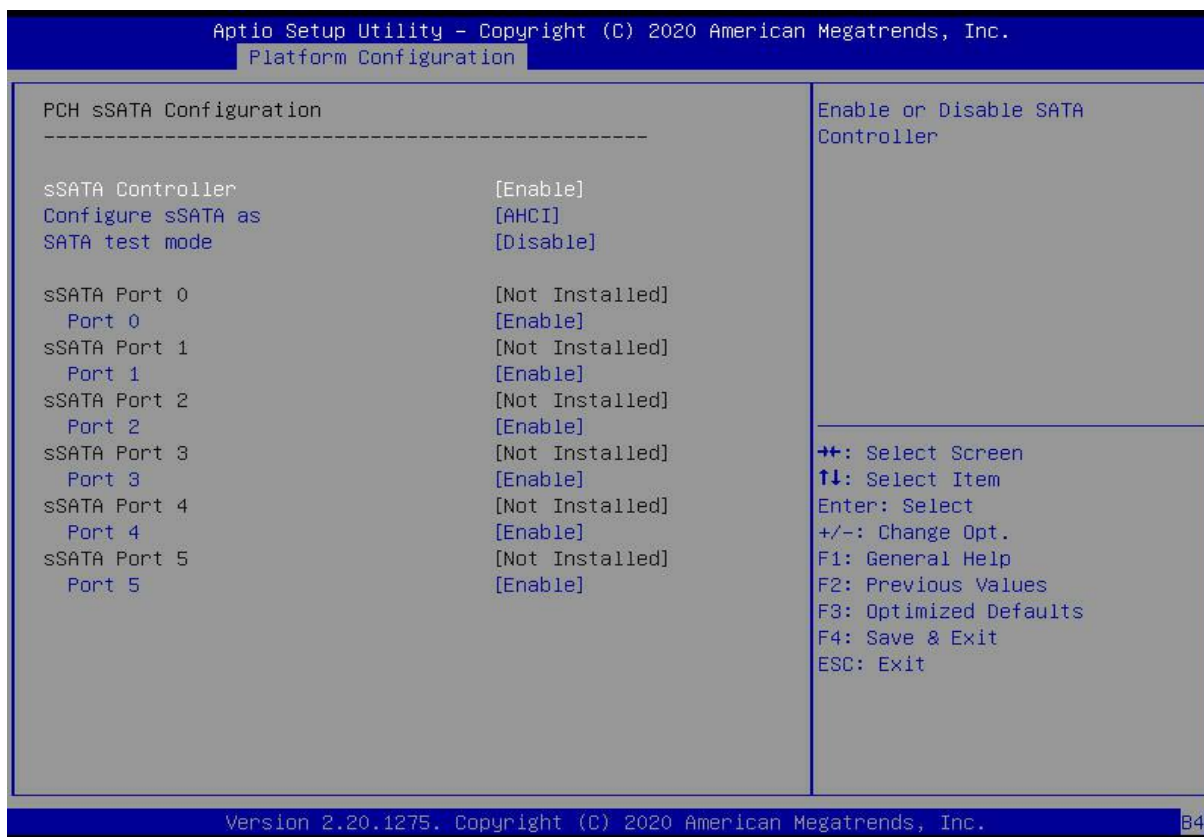 Aptio Setup Utility – Copyright (C) 2020 American Megatrends, Inc.
Platform Configuration
PCH sSATA Configuration
--------------------------------------------------
sSATA Controller [Enable]
Configure sSATA as [AHCI]
SATA test mode [Disable]
sSATA Port 0 [Not Installed]
Port 0 [Enable]
sSATA Port 1 [Not Installed]
Port 1 [Enable]
sSATA Port 2 [Not Installed]
Port 2 [Enable]
sSATA Port 3 [Not Installed]
Port 3 [Enable]
sSATA Port 4 [Not Installed]
Port 4 [Enable]
sSATA Port 5 [Not Installed]
Port 5 [Enable]
Enable or Disable SATA
Controller
→←: Select Screen
↑↓: Select Item
Enter: Select
+/-: Change Opt.
F1: General Help
F2: Previous Values
F3: Optimized Defaults
F4: Save & Exit
ESC: Exit
Version 2.20.1275. Copyright (C) 2020 American Megatrends, Inc.
B4